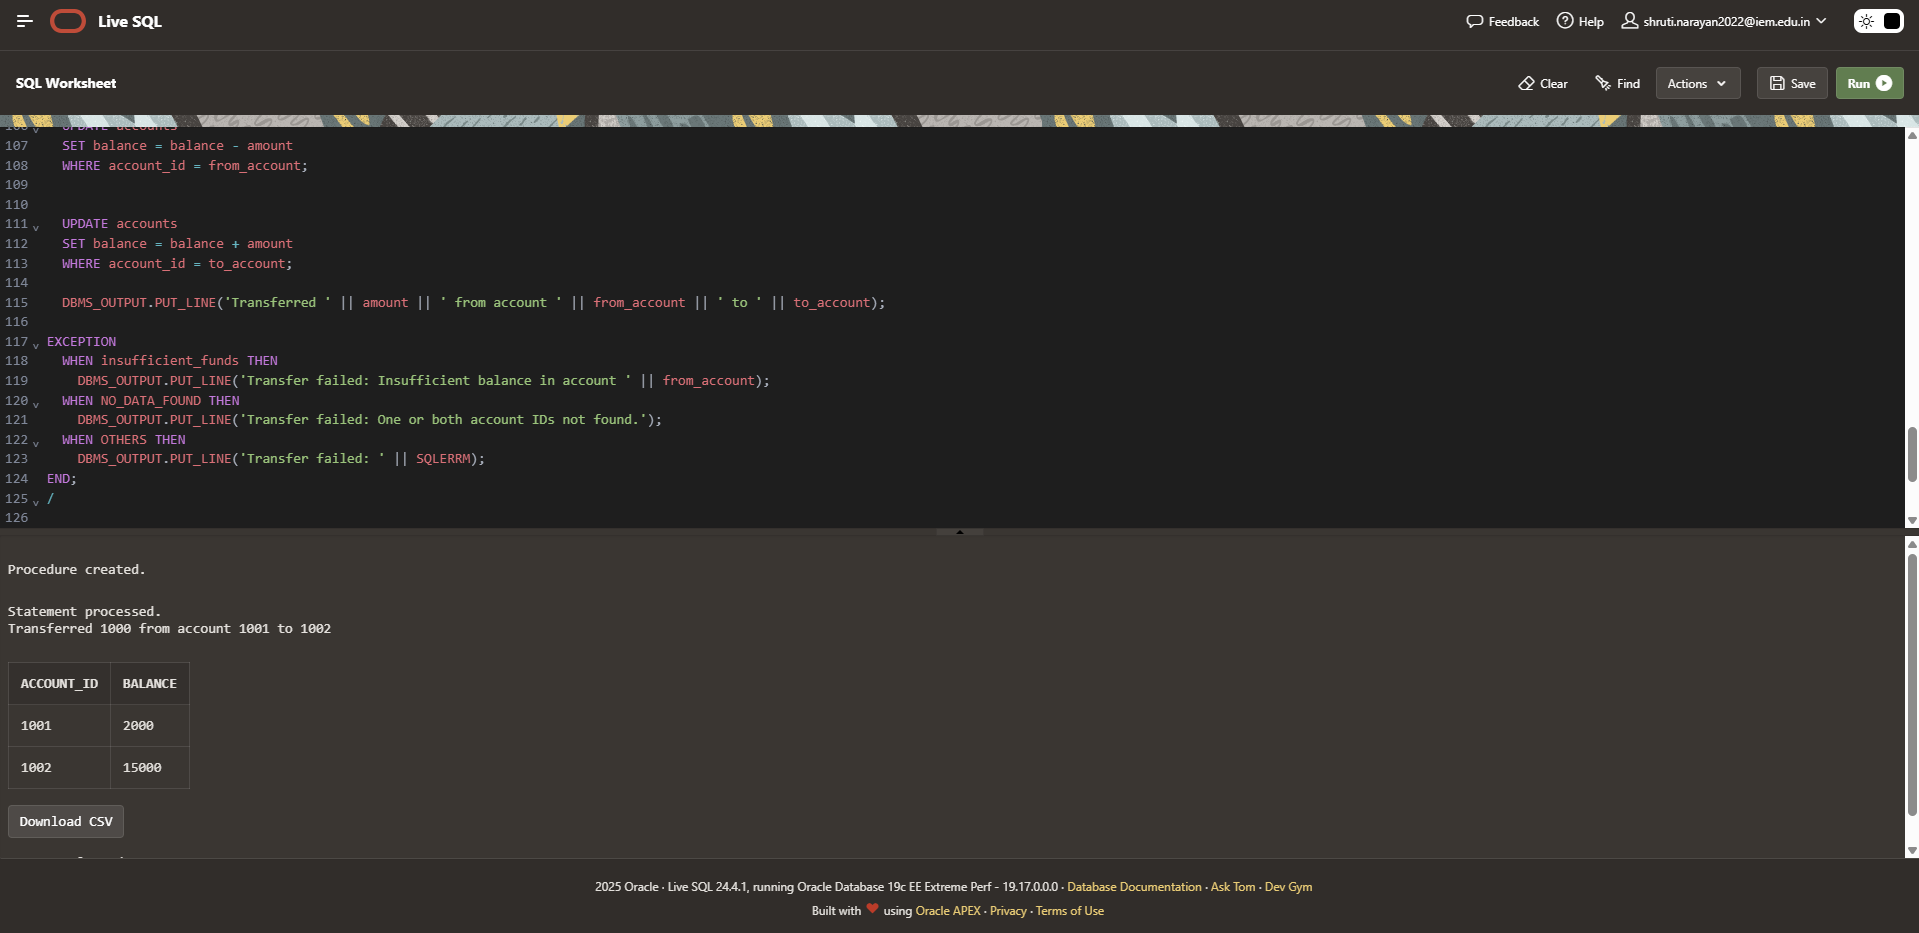 Live SQL
Feedback
Help
shruti.narayan2022@iem.edu.in
SQL Worksheet
Clear
Find
Actions
Save
Run
106 UPDATE accounts
107 SET balance = balance - amount
108 WHERE account_id = from_account;
109
110
111 UPDATE accounts
112 SET balance = balance + amount
113 WHERE account_id = to_account;
114
115 DBMS_OUTPUT.PUT_LINE('Transferred ' || amount || ' from account ' || from_account || ' to ' || to_account);
116
117 EXCEPTION
118 WHEN insufficient_funds THEN
119 DBMS_OUTPUT.PUT_LINE('Transfer failed: Insufficient balance in account ' || from_account);
120 WHEN NO_DATA_FOUND THEN
121 DBMS_OUTPUT.PUT_LINE('Transfer failed: One or both account IDs not found.');
122 WHEN OTHERS THEN
123 DBMS_OUTPUT.PUT_LINE('Transfer failed: ' || SQLERRM);
124 END;
125 /
126
Procedure created.
Statement processed.
Transferred 1000 from account 1001 to 1002
ACCOUNT_ID BALANCE
1001 2000
1002 15000
Download CSV
2025 Oracle · Live SQL 24.4.1, running Oracle Database 19c EE Extreme Perf - 19.17.0.0.0 · Database Documentation · Ask Tom · Dev Gym
Built with ❤ using Oracle APEX · Privacy · Terms of Use